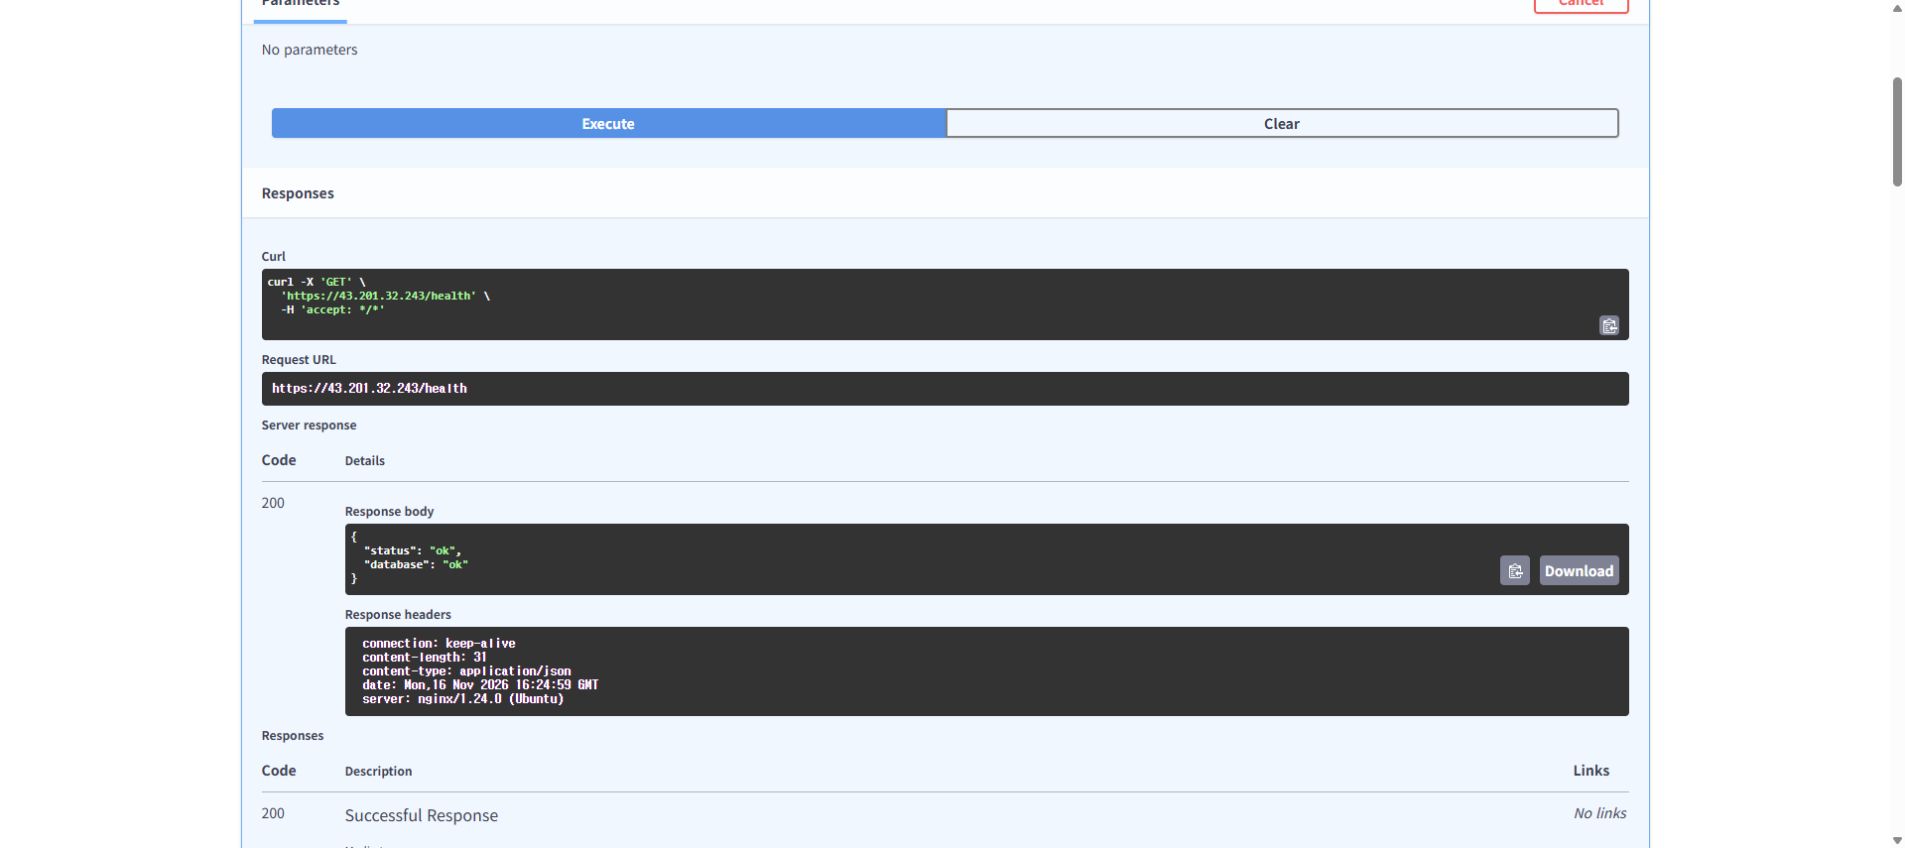 Parameters
Cancel
No parameters
Execute
Clear
Responses
Curl
curl -X 'GET' \
'https://43.201.32.243/health' \
-H 'accept: */*'
Request URL
https://43.201.32.243/health
Server response
Code Details
200
Response body
{
"status": "ok",
"database": "ok"
}
Download
Response headers
connection: keep-alive
content-length: 31
content-type: application/json
date: Mon,16 Nov 2026 16:24:59 GMT
server: nginx/1.24.0 (Ubuntu)
Responses
Code Description Links
200 Successful Response No links